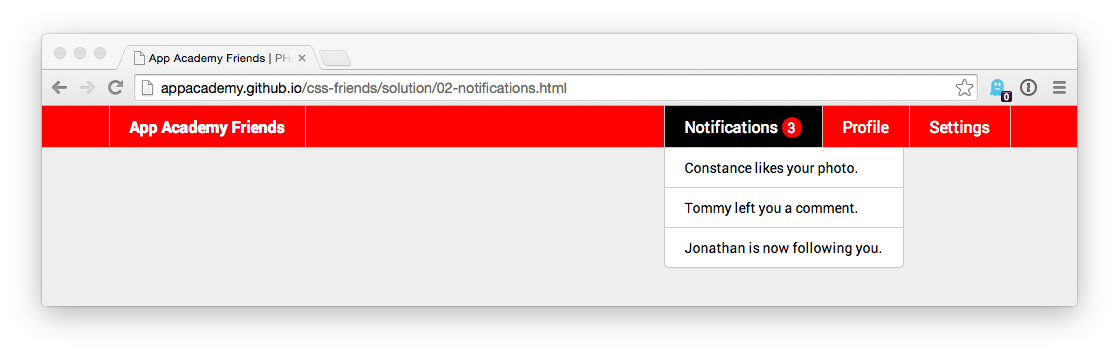 App Academy Friends | PH
appacademy.github.io/css-friends/solution/02-notifications.html
0
App Academy Friends
Notifications 3
Profile
Settings
Constance likes your photo.
Tommy left you a comment.
Jonathan is now following you.